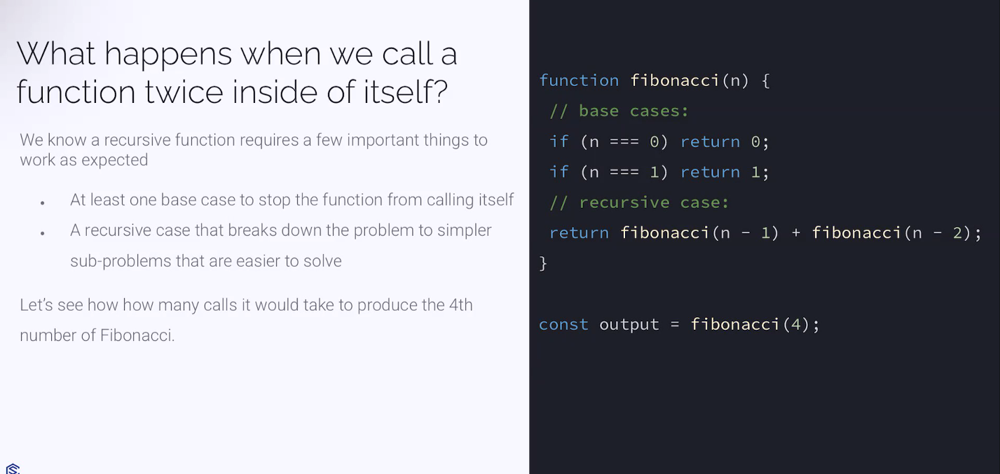 What happens when we call a
function twice inside of itself?
We know a recursive function requires a few important things to
work as expected
• At least one base case to stop the function from calling itself
• A recursive case that breaks down the problem to simpler
sub-problems that are easier to solve
Let’s see how how many calls it would take to produce the 4th
number of Fibonacci.
function fibonacci(n) {
// base cases:
if (n === 0) return 0;
if (n === 1) return 1;
// recursive case:
return fibonacci(n - 1) + fibonacci(n - 2);
}
const output = fibonacci(4);